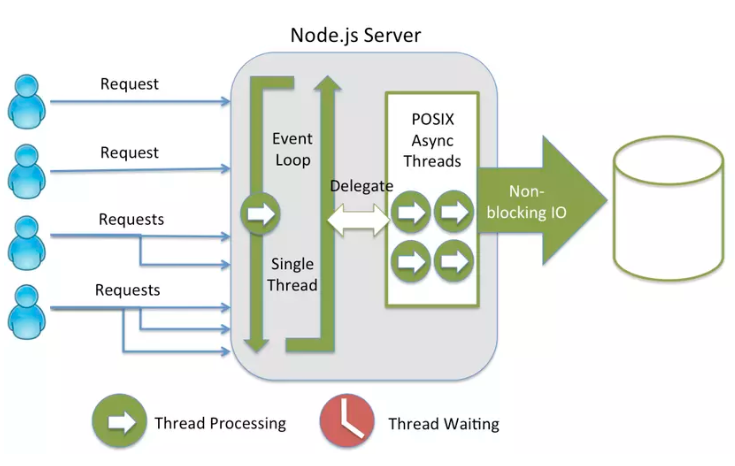 Node.js Server
Request
Request
Requests
Requests
Event
Loop
Single
Thread
Delegate
POSIX
Async
Threads
Non-
blocking IO
Thread Processing
Thread Waiting